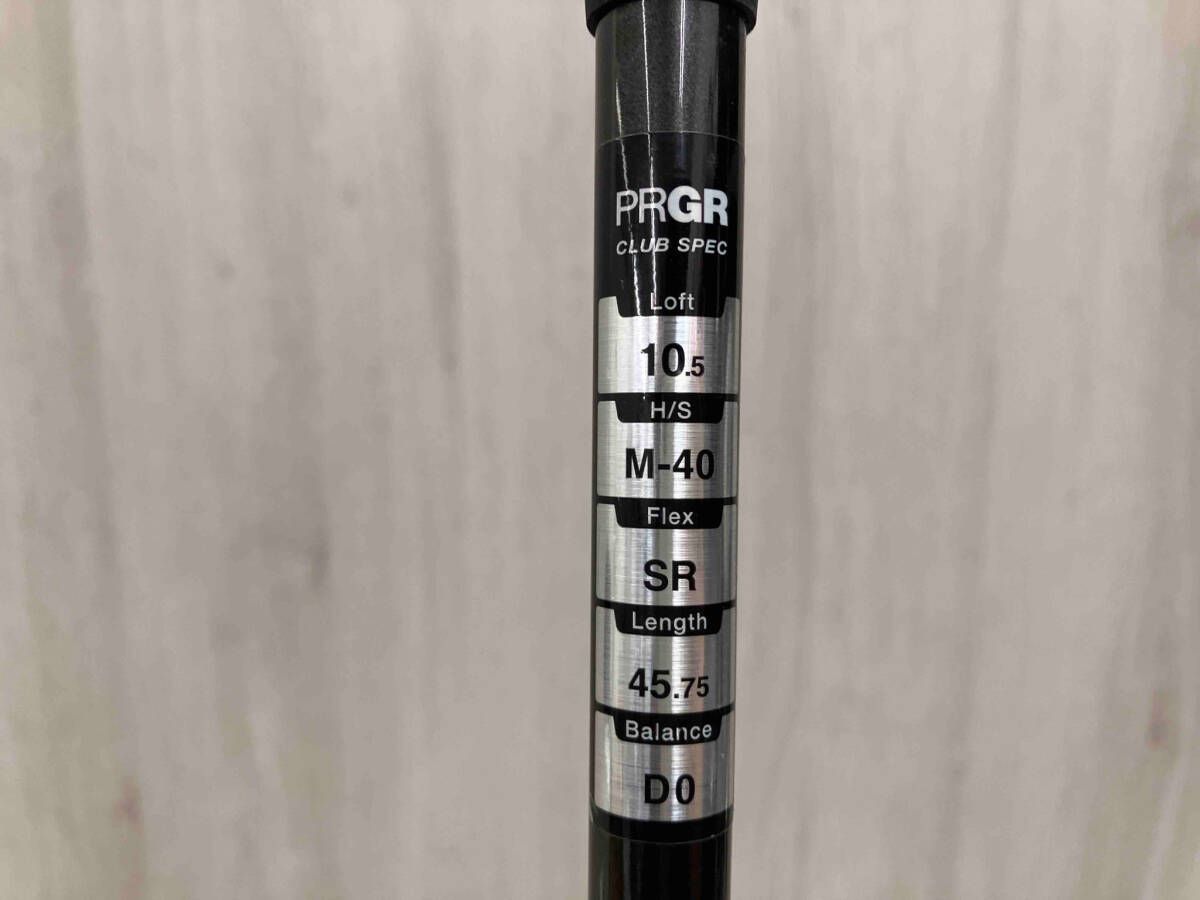 PRGR
CLUB SPEC
Loft
10.5
H/S
M-40
Flex
SR
Length
45.75
Balance
D0